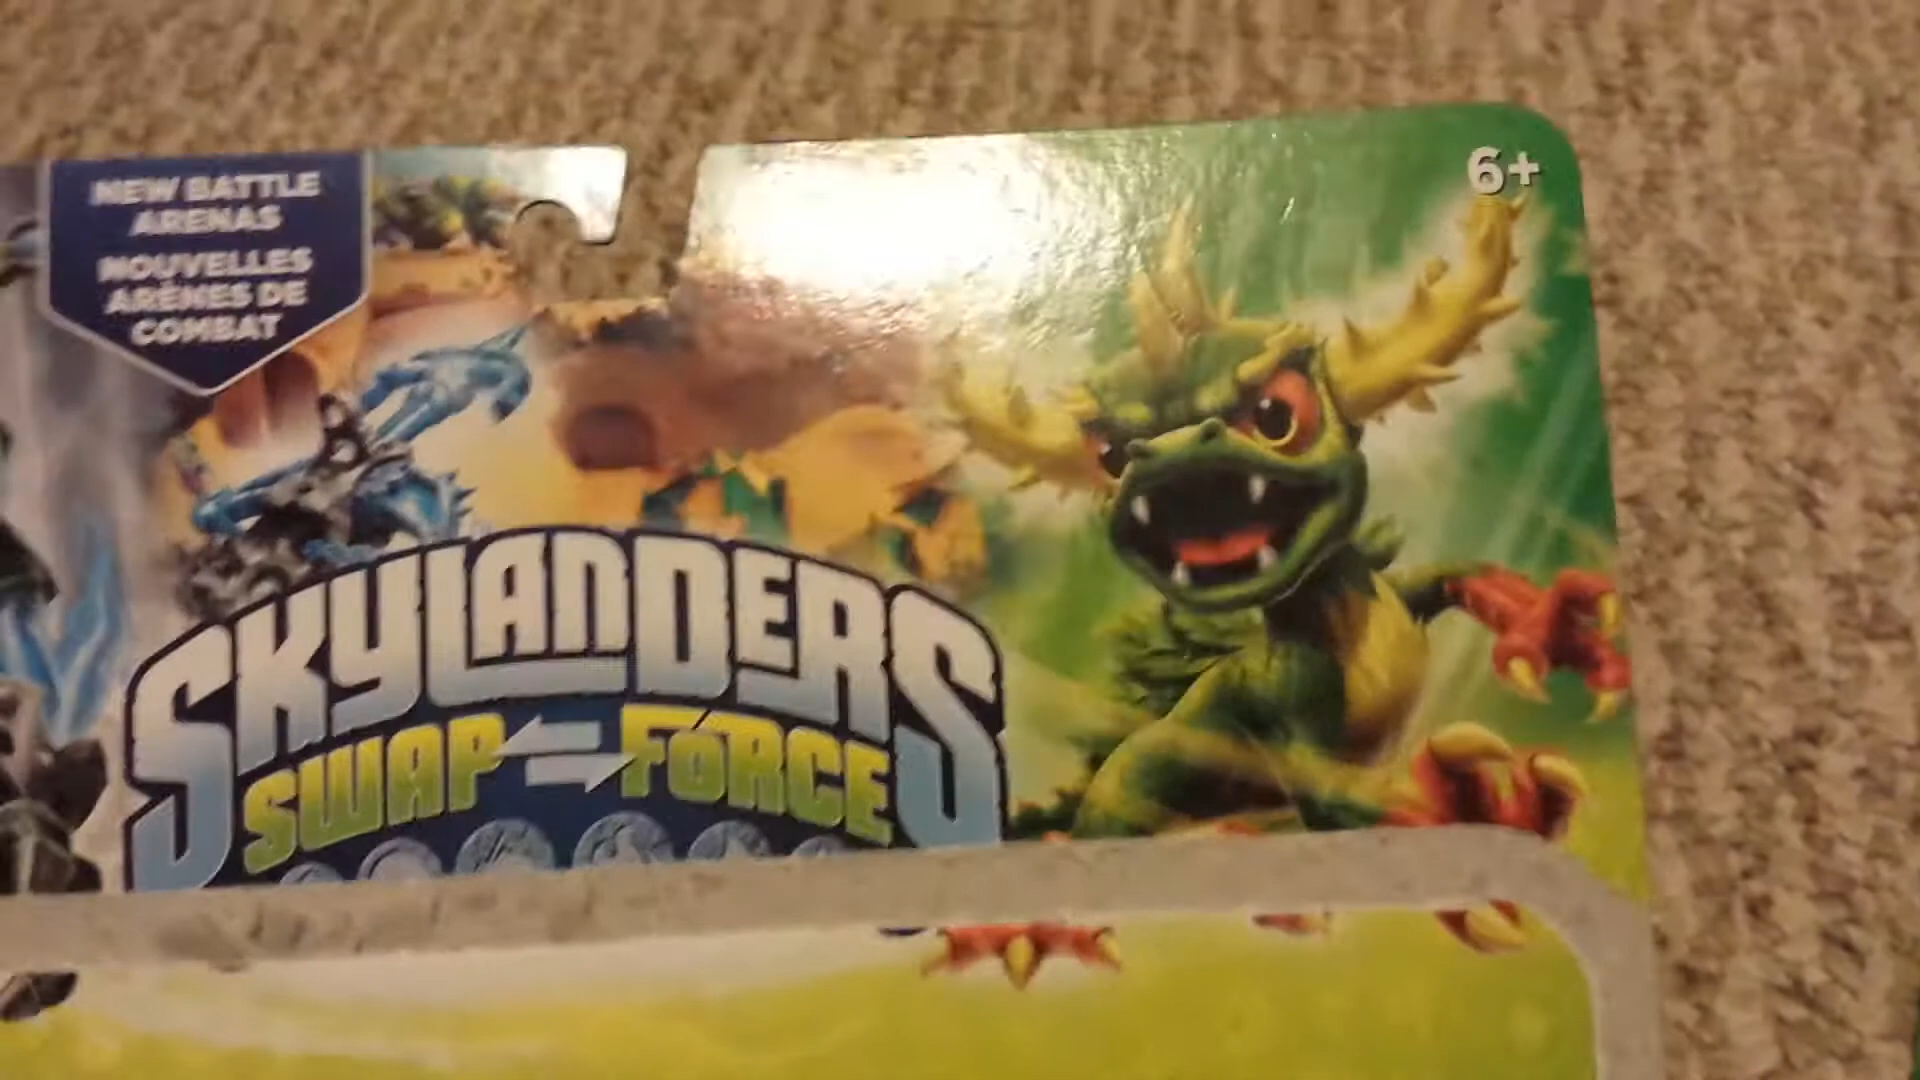 NEW BATTLE
ARENAS
NOUVELLES
ARÈNES DE
COMBAT
6+
SKYLANDERS
SWAP FORCE